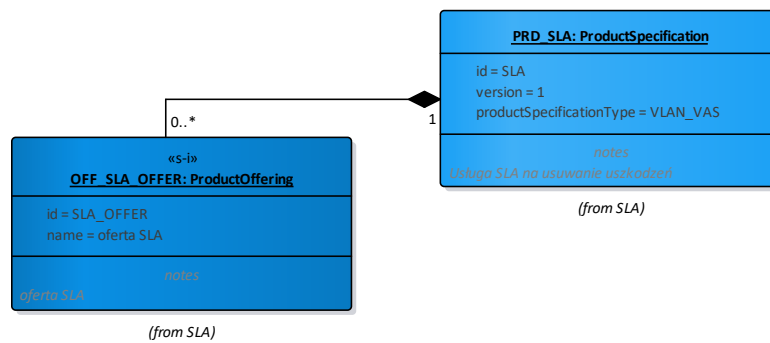 PRD_SLA: ProductSpecification
id = SLA
version = 1
productSpecificationType = VLAN_VAS
notes
Usługa SLA na usuwanie uszkodzeń
(from SLA)
1
0..*
«s-i»
OFF_SLA_OFFER: ProductOffering
id = SLA_OFFER
name = oferta SLA
notes
oferta SLA
(from SLA)